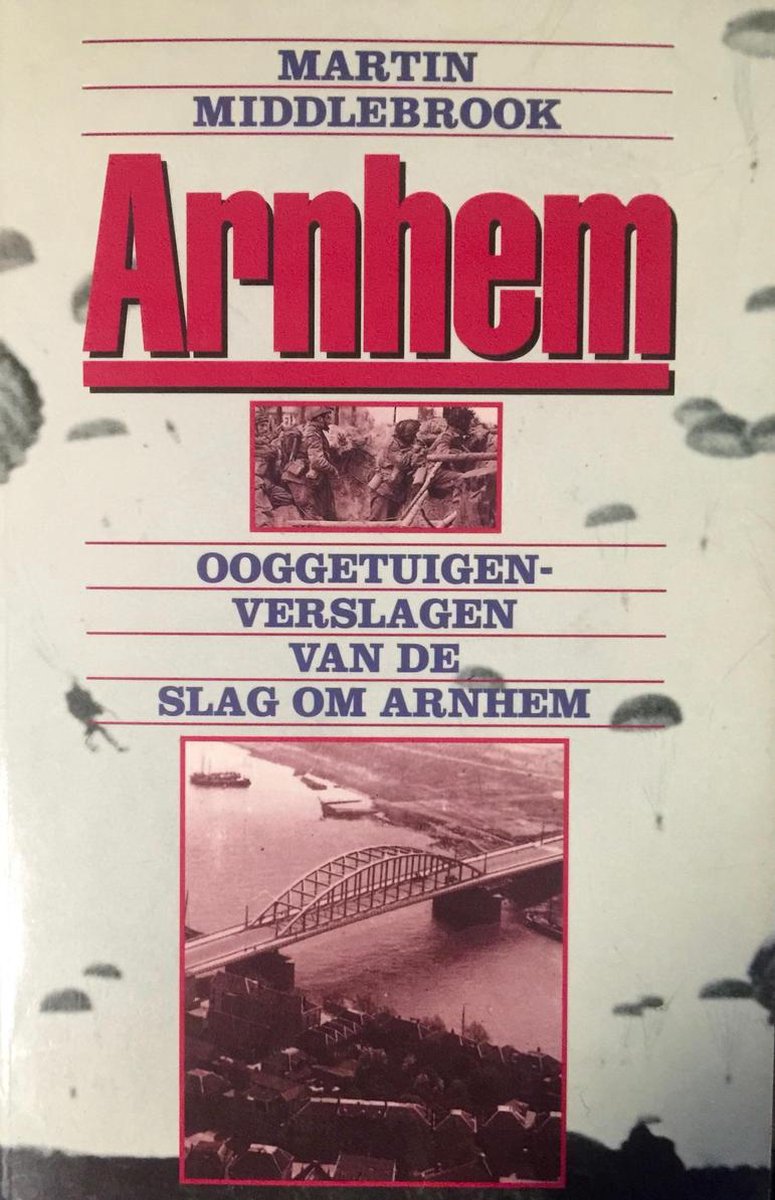 MARTIN
MIDDLEBROOK
Arnhem
OOGGETUIGEN-
VERSLAGEN
VAN DE
SLAG OM ARNHEM